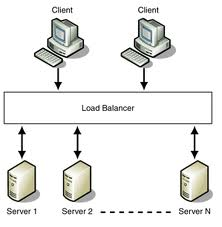 Client Client
Load Balancer
Server 1 Server 2 Server N